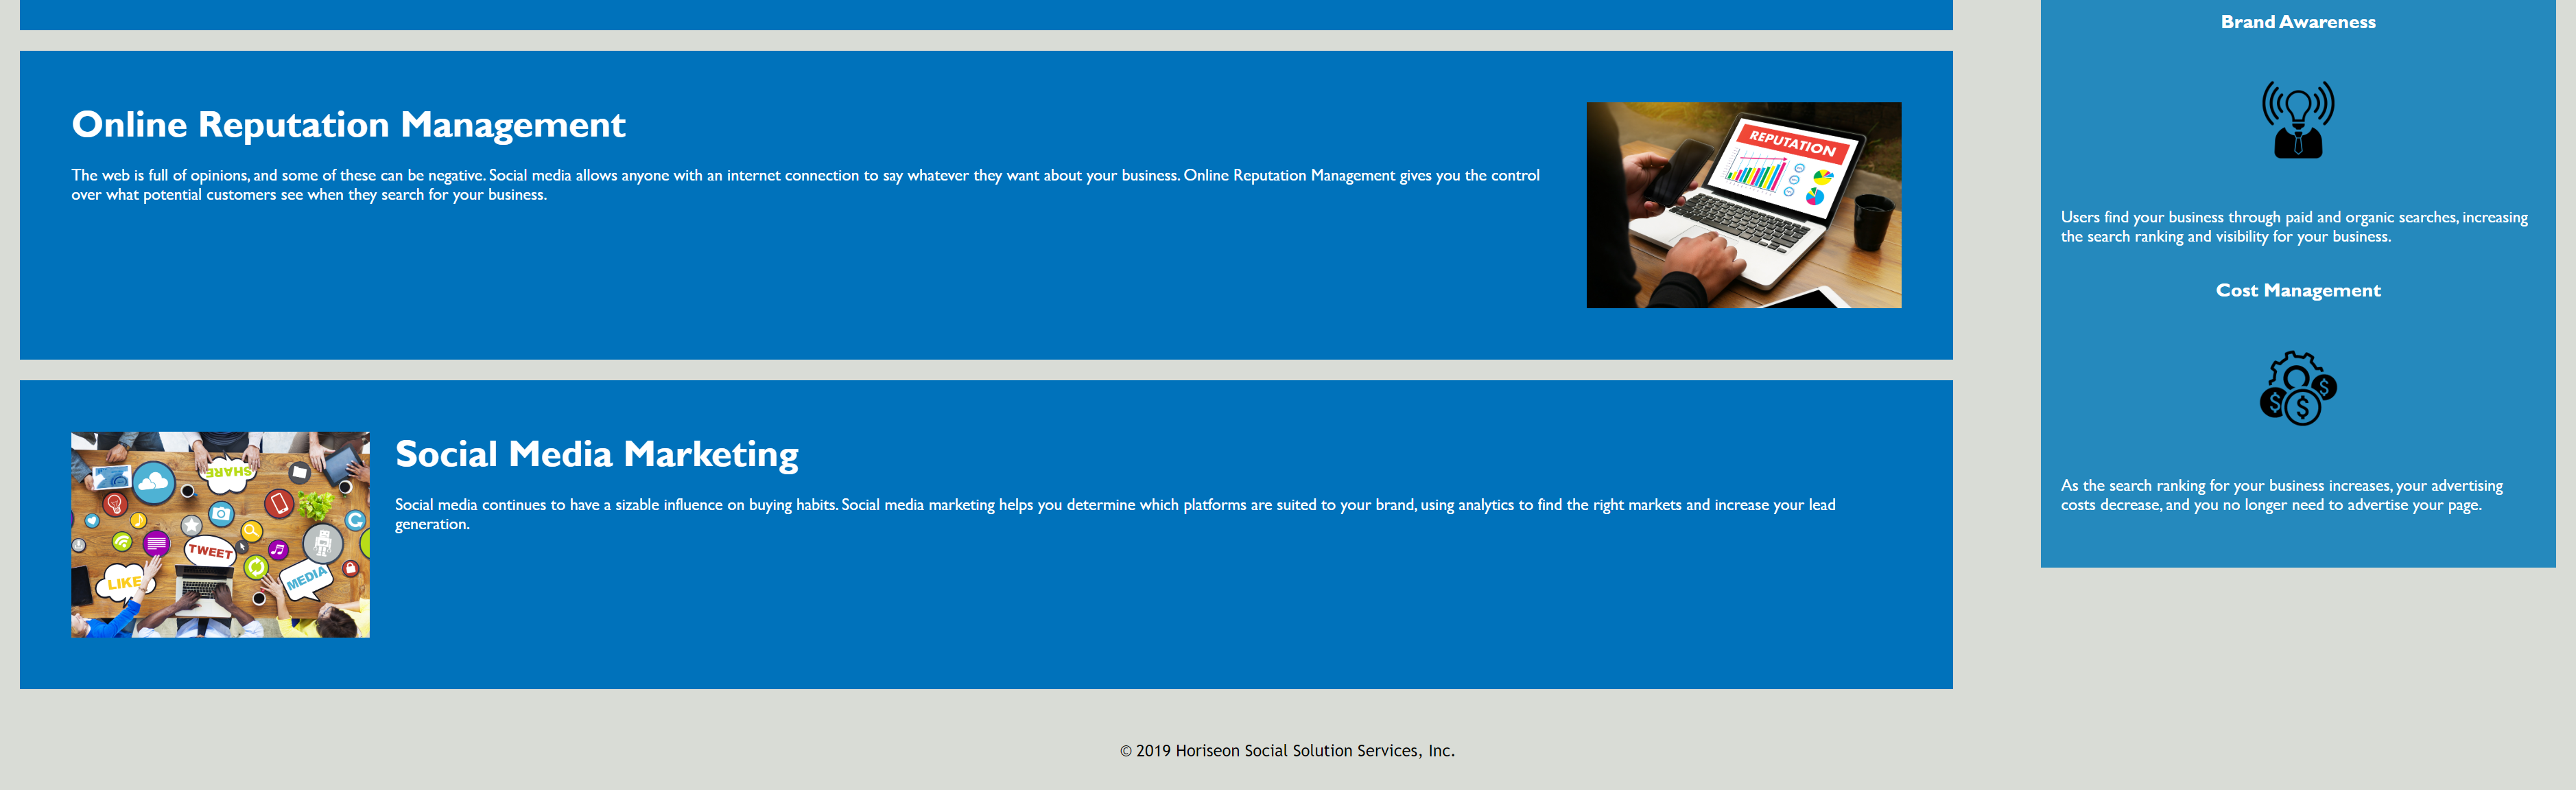 Brand Awareness
Online Reputation Management
The web is full of opinions, and some of these can be negative. Social media allows anyone with an internet connection to say whatever they want about your business. Online Reputation Management gives you the control
over what potential customers see when they search for your business.
REPUTATION
Users find your business through paid and organic searches, increasing
the search ranking and visibility for your business.
Cost Management
$ $ $
As the search ranking for your business increases, your advertising
costs decrease, and you no longer need to advertise your page.
Social Media Marketing
Social media continues to have a sizable influence on buying habits. Social media marketing helps you determine which platforms are suited to your brand, using analytics to find the right markets and increase your lead
generation.
SHARE
TWEET
LIKE
MEDIA
© 2019 Horiseon Social Solution Services, Inc.